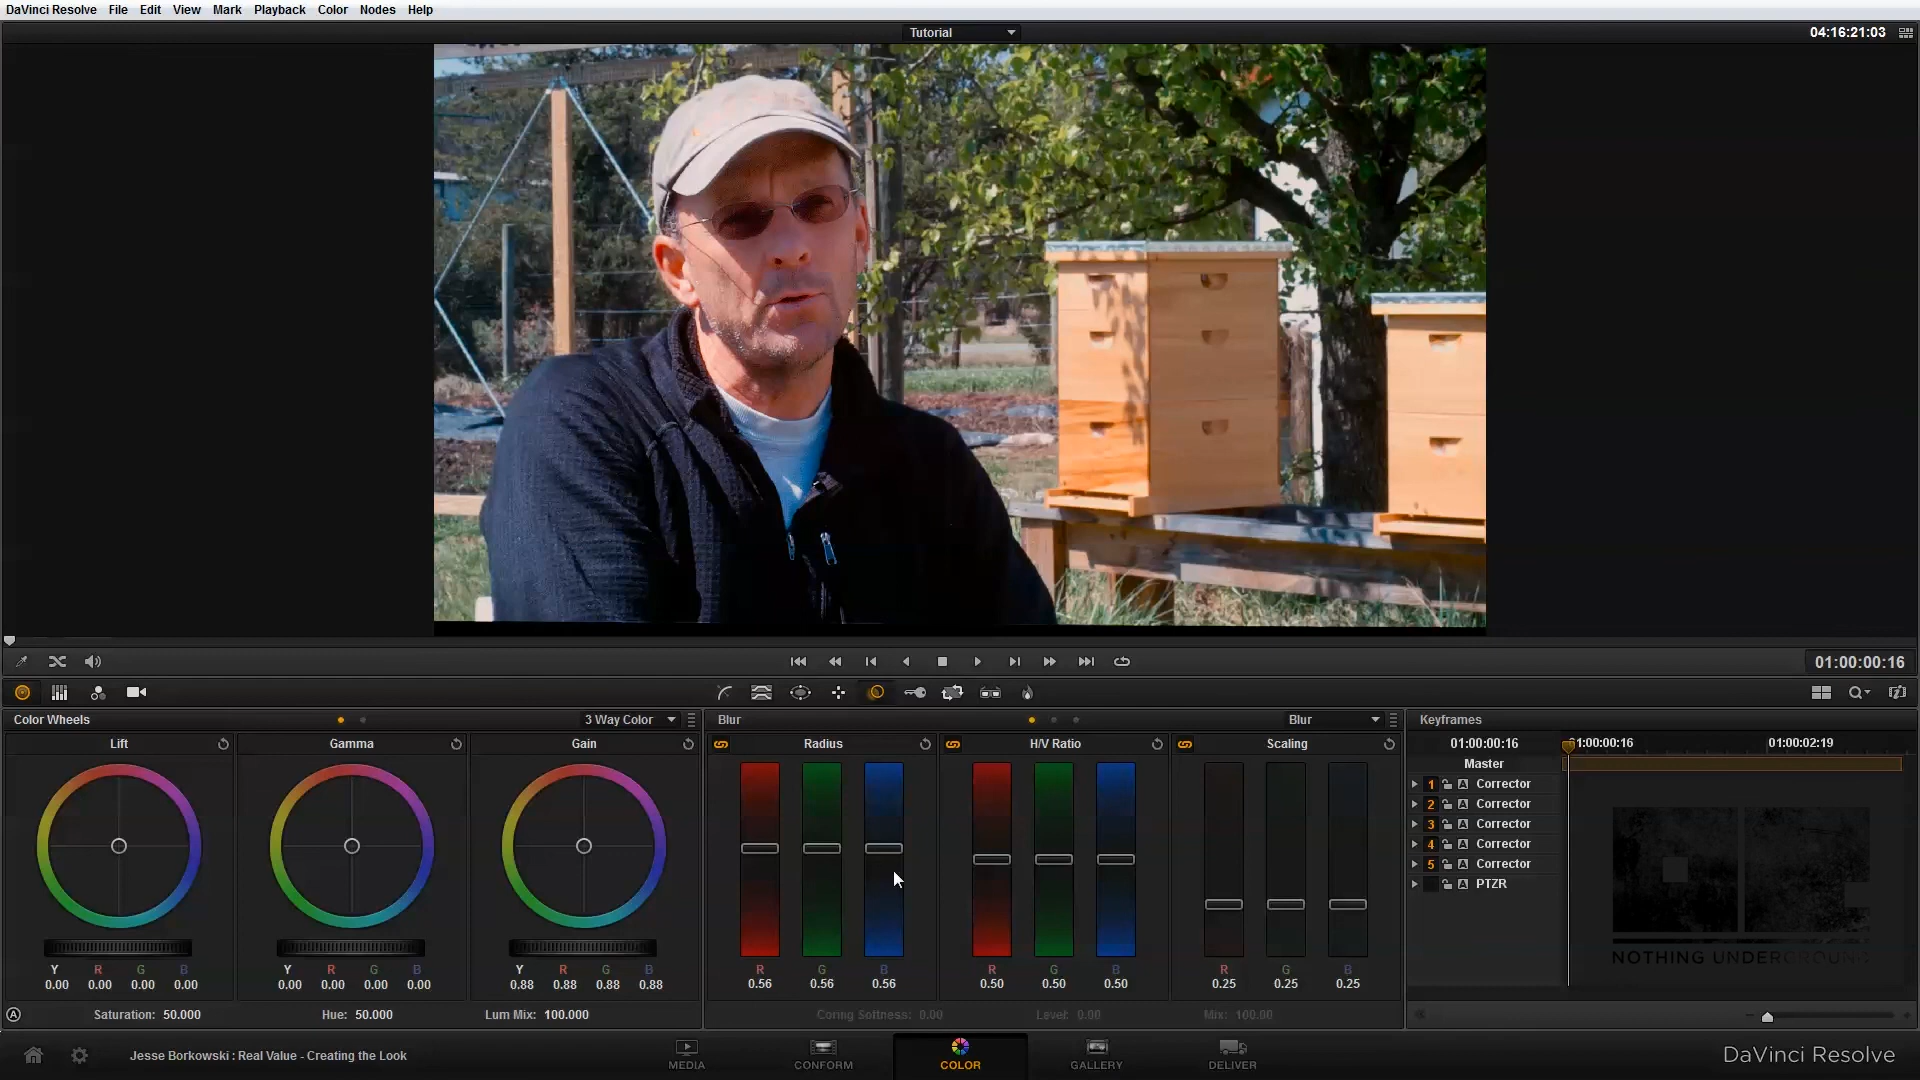 DaVinci Resolve File Edit View Mark Playback Color Nodes Help
Tutorial 04:16:21:03
01:00:00:16
Color Wheels 3 Way Color Blur Blur Keyframes
Lift Gamma Gain Radius H/V Ratio Scaling 01:00:00:16 01:00:00:16 01:00:02:19
Master
1 A Corrector
2 A Corrector
3 A Corrector
4 A Corrector
5 A Corrector
A PTZR
NOTHING UNDERGROUND
Y R G B Y R G B Y R G B R G B R G B R G B
0.00 0.00 0.00 0.00 0.00 0.00 0.00 0.00 0.88 0.88 0.88 0.88 0.56 0.56 0.56 0.50 0.50 0.50 0.25 0.25 0.25
A Saturation: 50.000 Hue: 50.000 Lum Mix: 100.000 Coring Softness: 0.00 Level: 0.00 Mix: 100.00
Jesse Borkowski : Real Value - Creating the Look MEDIA CONFORM COLOR GALLERY DELIVER DaVinci Resolve